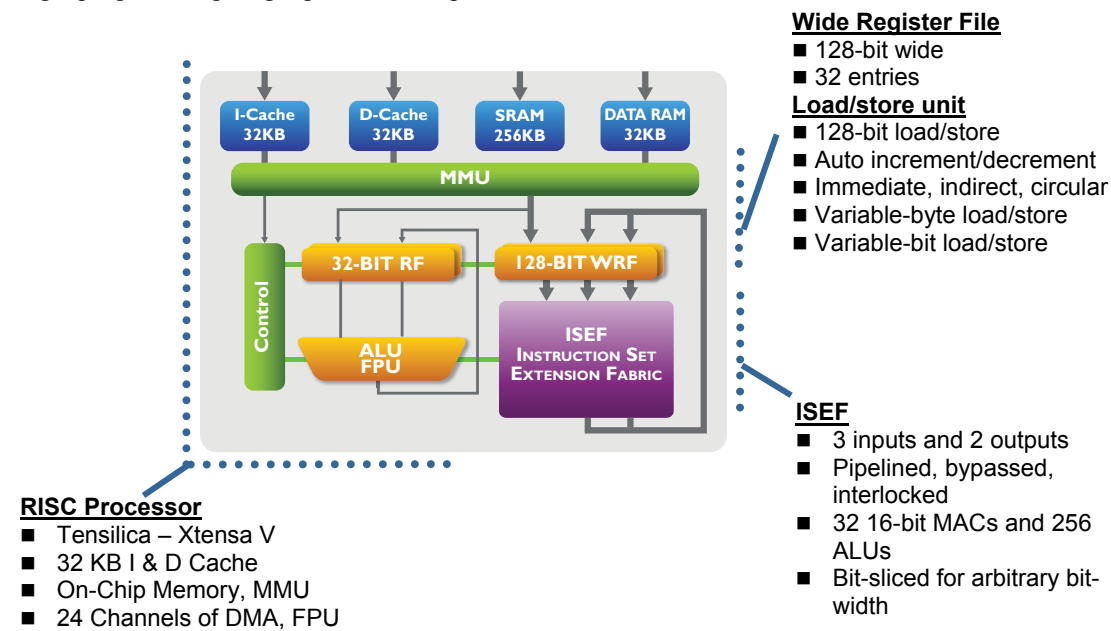 Wide Register File
■ 128-bit wide
■ 32 entries
Load/store unit
■ 128-bit load/store
■ Auto increment/decrement
■ Immediate, indirect, circular
■ Variable-byte load/store
■ Variable-bit load/store
I-Cache
32KB
D-Cache
32KB
SRAM
256KB
DATA RAM
32KB
MMU
Control
32-BIT RF
128-BIT WRF
ALU
FPU
ISEF
INSTRUCTION SET
EXTENSION FABRIC
ISEF
■ 3 inputs and 2 outputs
■ Pipelined, bypassed,
interlocked
■ 32 16-bit MACs and 256
ALUs
■ Bit-sliced for arbitrary bit-
width
RISC Processor
■ Tensilica – Xtensa V
■ 32 KB I & D Cache
■ On-Chip Memory, MMU
■ 24 Channels of DMA, FPU